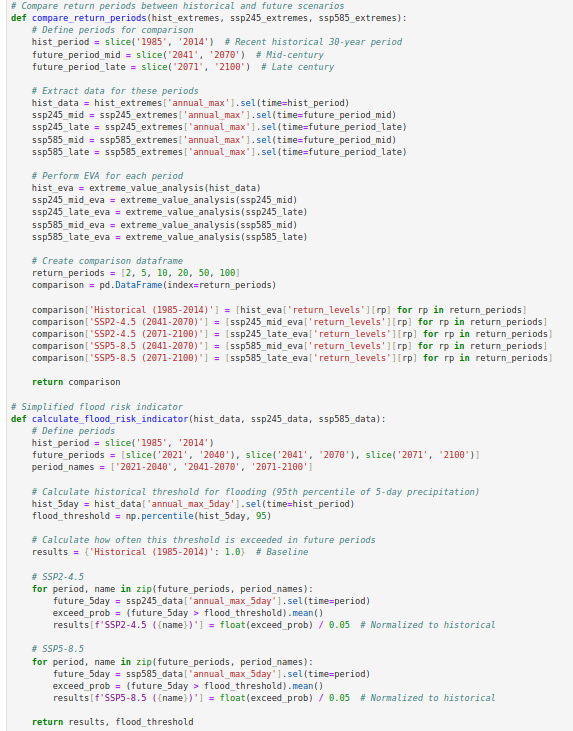 # Compare return periods between historical and future scenarios
def compare_return_periods(hist_extremes, ssp245_extremes, ssp585_extremes):
    # Define periods for comparison
    hist_period = slice('1985', '2014')  # Recent historical 30-year period
    future_period_mid = slice('2041', '2070')  # Mid-century
    future_period_late = slice('2071', '2100')  # Late century

    # Extract data for these periods
    hist_data = hist_extremes['annual_max'].sel(time=hist_period)
    ssp245_mid = ssp245_extremes['annual_max'].sel(time=future_period_mid)
    ssp245_late = ssp245_extremes['annual_max'].sel(time=future_period_late)
    ssp585_mid = ssp585_extremes['annual_max'].sel(time=future_period_mid)
    ssp585_late = ssp585_extremes['annual_max'].sel(time=future_period_late)

    # Perform EVA for each period
    hist_eva = extreme_value_analysis(hist_data)
    ssp245_mid_eva = extreme_value_analysis(ssp245_mid)
    ssp245_late_eva = extreme_value_analysis(ssp245_late)
    ssp585_mid_eva = extreme_value_analysis(ssp585_mid)
    ssp585_late_eva = extreme_value_analysis(ssp585_late)

    # Create comparison dataframe
    return_periods = [2, 5, 10, 20, 50, 100]
    comparison = pd.DataFrame(index=return_periods)

    comparison['Historical (1985-2014)'] = [hist_eva['return_levels'][rp] for rp in return_periods]
    comparison['SSP2-4.5 (2041-2070)'] = [ssp245_mid_eva['return_levels'][rp] for rp in return_periods]
    comparison['SSP2-4.5 (2071-2100)'] = [ssp245_late_eva['return_levels'][rp] for rp in return_periods]
    comparison['SSP5-8.5 (2041-2070)'] = [ssp585_mid_eva['return_levels'][rp] for rp in return_periods]
    comparison['SSP5-8.5 (2071-2100)'] = [ssp585_late_eva['return_levels'][rp] for rp in return_periods]

    return comparison

# Simplified flood risk indicator
def calculate_flood_risk_indicator(hist_data, ssp245_data, ssp585_data):
    # Define periods
    hist_period = slice('1985', '2014')
    future_periods = [slice('2021', '2040'), slice('2041', '2070'), slice('2071', '2100')]
    period_names = ['2021-2040', '2041-2070', '2071-2100']

    # Calculate historical threshold for flooding (95th percentile of 5-day precipitation)
    hist_5day = hist_data['annual_max_5day'].sel(time=hist_period)
    flood_threshold = np.percentile(hist_5day, 95)

    # Calculate how often this threshold is exceeded in future periods
    results = {'Historical (1985-2014)': 1.0}  # Baseline

    # SSP2-4.5
    for period, name in zip(future_periods, period_names):
        future_5day = ssp245_data['annual_max_5day'].sel(time=period)
        exceed_prob = (future_5day > flood_threshold).mean()
        results[f'SSP2-4.5 ({name})'] = float(exceed_prob) / 0.05  # Normalized to historical

    # SSP5-8.5
    for period, name in zip(future_periods, period_names):
        future_5day = ssp585_data['annual_max_5day'].sel(time=period)
        exceed_prob = (future_5day > flood_threshold).mean()
        results[f'SSP5-8.5 ({name})'] = float(exceed_prob) / 0.05  # Normalized to historical

    return results, flood_threshold